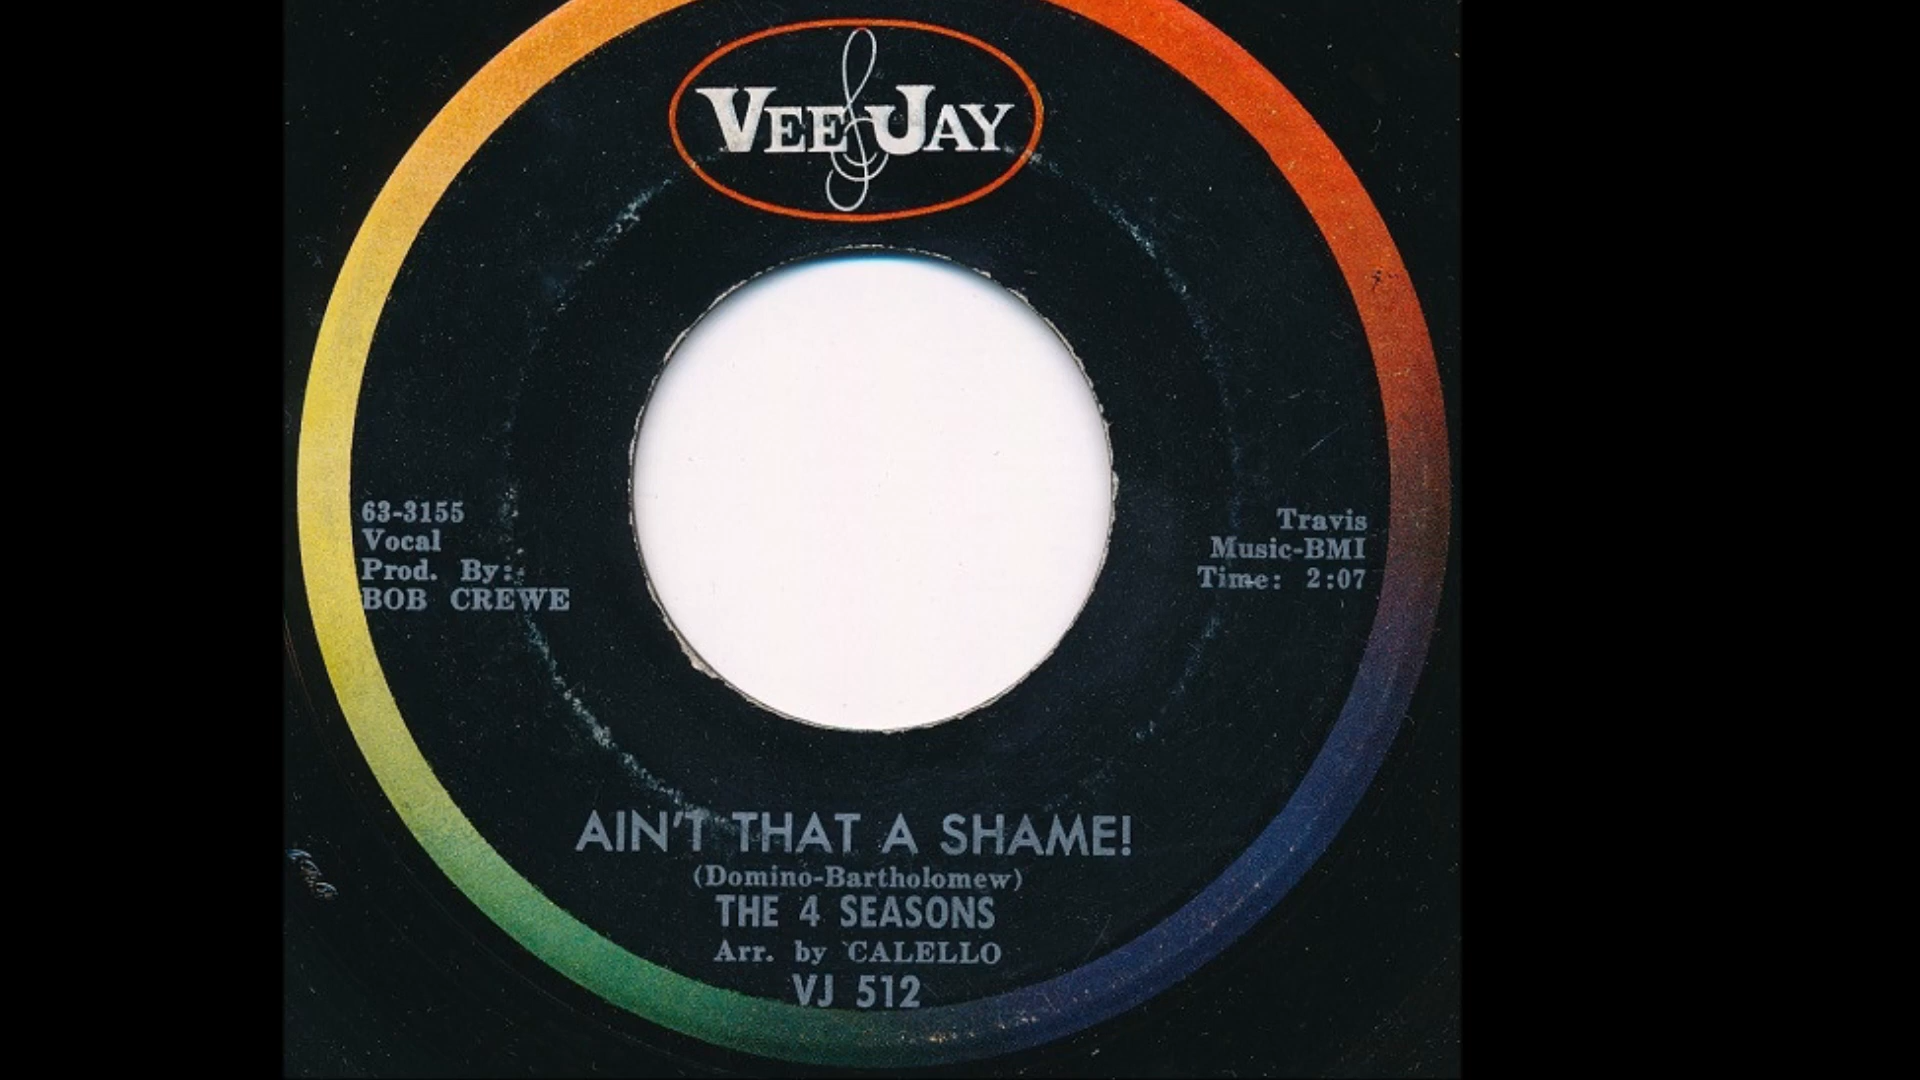 VEE JAY
63-3155
Vocal
Prod. By:
BOB CREWE
Travis
Music-BMI
Time: 2:07
AIN'T THAT A SHAME!
(Domino-Bartholomew)
THE 4 SEASONS
Arr. by CALELLO
VJ 512